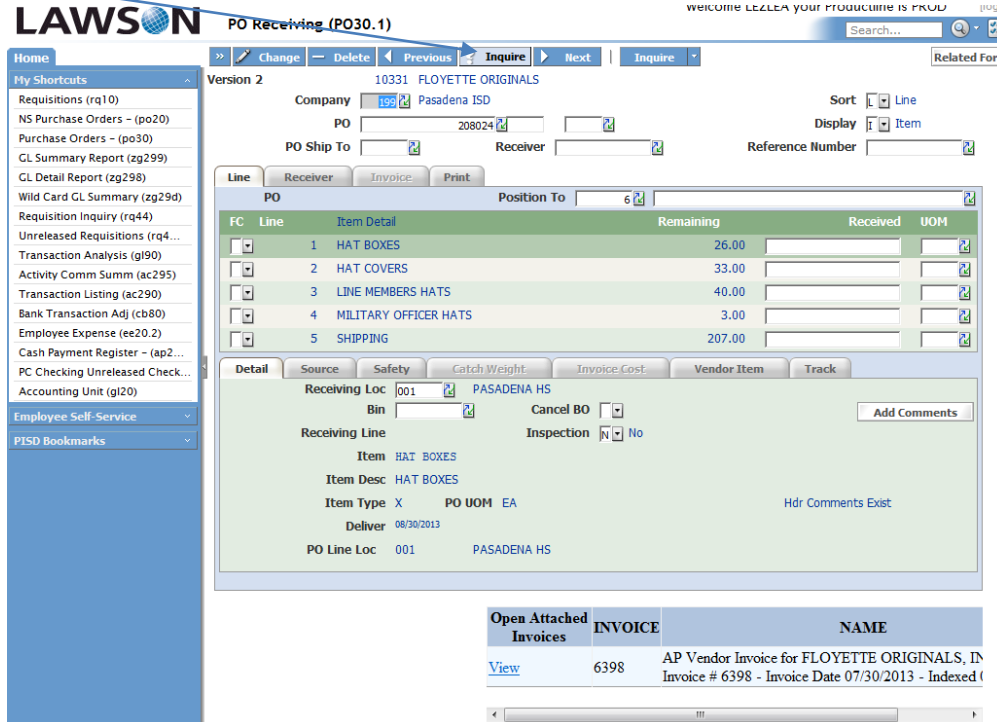 LAWSON PO Receiving (PO30.1) Welcome LEZLEA your Productline is PROD
Search...
Home » Change Delete Previous Inquire Next | Inquire Related For
My Shortcuts
Requisitions (rq10)
NS Purchase Orders - (po20)
Purchase Orders - (po30)
GL Summary Report (zg299)
GL Detail Report (zg298)
Wild Card GL Summary (zg29d)
Requisition Inquiry (rq44)
Unreleased Requisitions (rq4...
Transaction Analysis (gl90)
Activity Comm Summ (ac295)
Transaction Listing (ac290)
Bank Transaction Adj (cb80)
Employee Expense (ee20.2)
Cash Payment Register - (ap2...
PC Checking Unreleased Check...
Accounting Unit (gl20)
Employee Self-Service
PISD Bookmarks
Version 2 10331 FLOYETTE ORIGINALS
Company 199 Pasadena ISD Sort L Line
PO 208024 Display I Item
PO Ship To Receiver Reference Number
Line Receiver Invoice Print
PO Position To 6
FC Line Item Detail Remaining Received UOM
1 HAT BOXES 26.00
2 HAT COVERS 33.00
3 LINE MEMBERS HATS 40.00
4 MILITARY OFFICER HATS 3.00
5 SHIPPING 207.00
Detail Source Safety Catch Weight Invoice Cost Vendor Item Track
Receiving Loc 001 PASADENA HS
Bin Cancel BO Add Comments
Receiving Line Inspection N No
Item HAT BOXES
Item Desc HAT BOXES
Item Type X PO UOM EA Hdr Comments Exist
Deliver 08/30/2013
PO Line Loc 001 PASADENA HS
Open Attached
Invoices INVOICE NAME
View 6398 AP Vendor Invoice for FLOYETTE ORIGINALS, IN
Invoice # 6398 - Invoice Date 07/30/2013 - Indexed